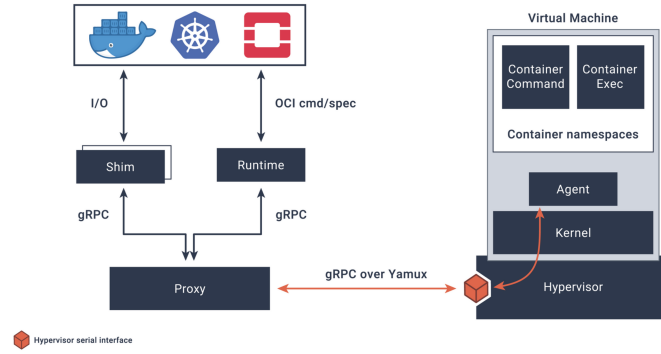 Virtual Machine
Container
Command
Container
Exec
Container namespaces
I/O
OCI cmd/spec
Shim
Runtime
Agent
gRPC
gRPC
Kernel
gRPC over Yamux
Proxy
Hypervisor
Hypervisor serial interface